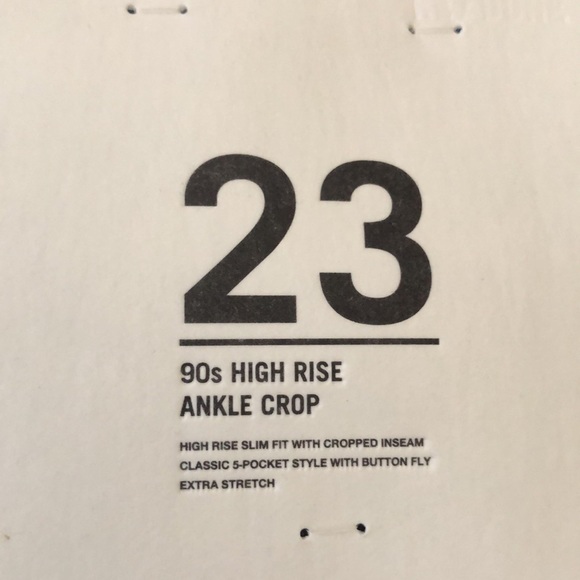 23
90s HIGH RISE
ANKLE CROP
HIGH RISE SLIM FIT WITH CROPPED INSEAM
CLASSIC 5-POCKET STYLE WITH BUTTON FLY
EXTRA STRETCH